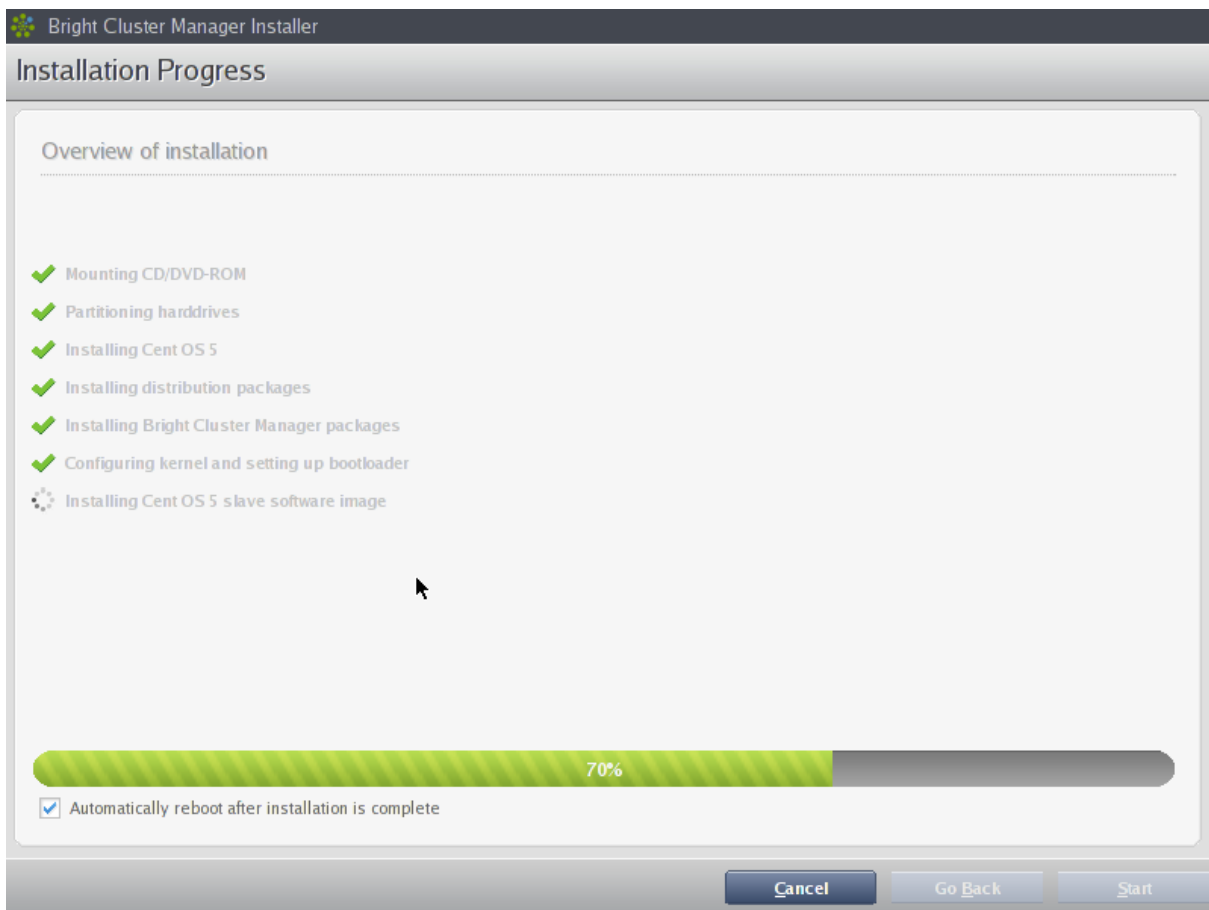 Bright Cluster Manager Installer
Installation Progress
Overview of installation
Mounting CD/DVD-ROM
Partitioning harddrives
Installing Cent OS 5
Installing distribution packages
Installing Bright Cluster Manager packages
Configuring kernel and setting up bootloader
Installing Cent OS 5 slave software image
70%
Automatically reboot after installation is complete
Cancel Go Back Start